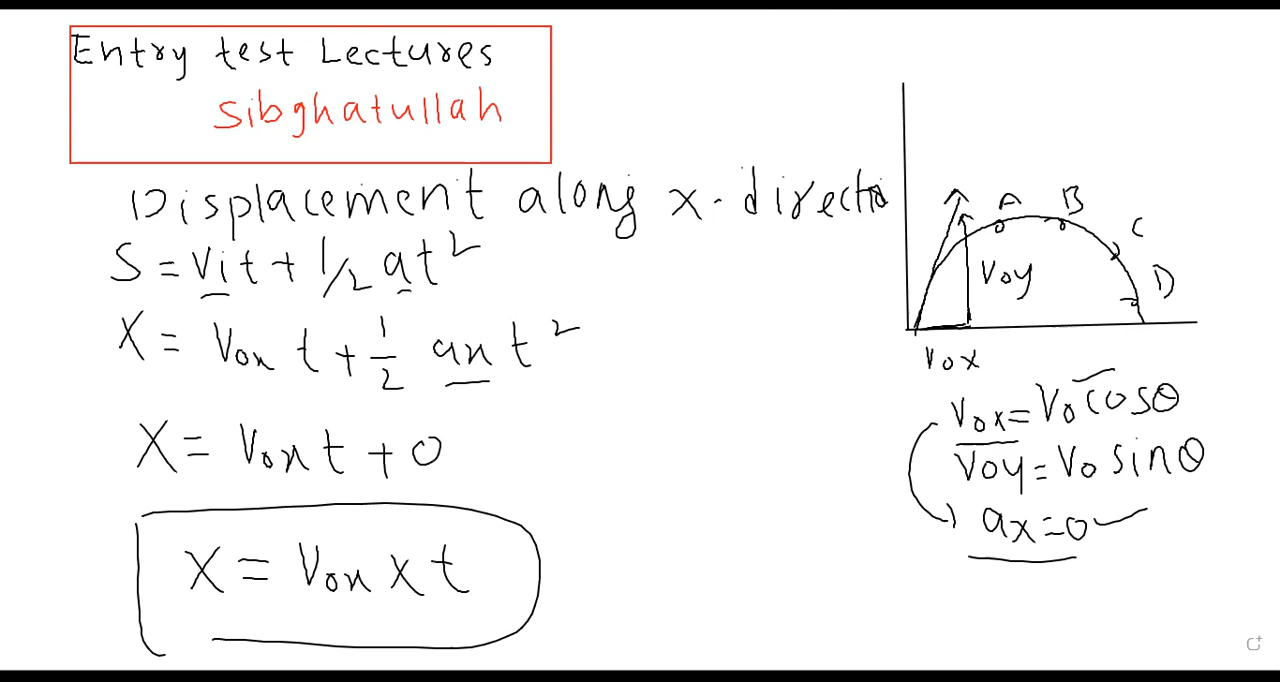 Entry test Lectures
Sibghatullah
Displacement along x-directio
S = Vit + 1/2 at²
X = Vox t + 1/2 ax t²
X = Voxt + 0
X = Vox x t
A
B
C
D
Voy
Vox
Vox = Vo cosθ
Voy = Vo sinθ
ax = 0